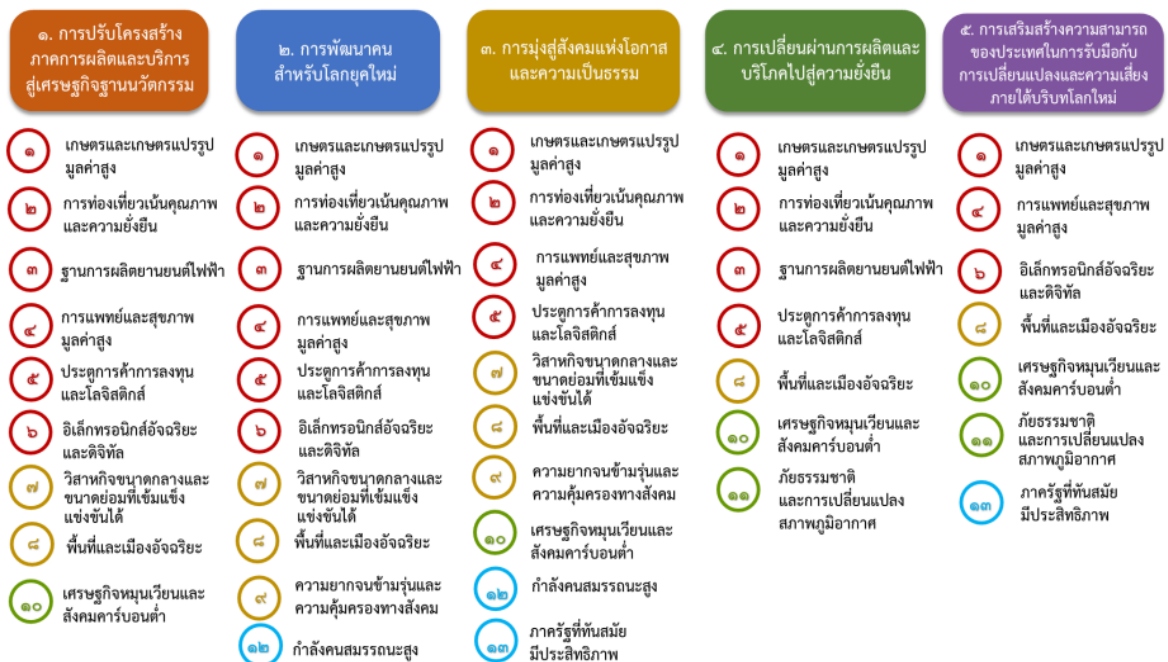 ๑. การปรับโครงสร้าง
ภาคการผลิตและบริการ
สู่เศรษฐกิจฐานนวัตกรรม
๑
เกษตรและเกษตรแปรรูป
มูลค่าสูง
๒
การท่องเที่ยวเน้นคุณภาพ
และความยั่งยืน
๓
ฐานการผลิตยานยนต์ไฟฟ้า
๔
การแพทย์และสุขภาพ
มูลค่าสูง
๕
ประตูการค้าการลงทุน
และโลจิสติกส์
๖
อิเล็กทรอนิกส์อัจฉริยะ
และดิจิทัล
๗
วิสาหกิจขนาดกลางและ
ขนาดย่อมที่เข้มแข็ง
แข่งขันได้
๘
พื้นที่และเมืองอัจฉริยะ
๑๐
เศรษฐกิจหมุนเวียนและ
สังคมคาร์บอนต่ำ
๒. การพัฒนาคน
สำหรับโลกยุคใหม่
๑
เกษตรและเกษตรแปรรูป
มูลค่าสูง
๒
การท่องเที่ยวเน้นคุณภาพ
และความยั่งยืน
๓
ฐานการผลิตยานยนต์ไฟฟ้า
๔
การแพทย์และสุขภาพ
มูลค่าสูง
๕
ประตูการค้าการลงทุน
และโลจิสติกส์
๖
อิเล็กทรอนิกส์อัจฉริยะ
และดิจิทัล
๗
วิสาหกิจขนาดกลางและ
ขนาดย่อมที่เข้มแข็ง
แข่งขันได้
๘
พื้นที่และเมืองอัจฉริยะ
๙
ความยากจนข้ามรุ่นและ
ความคุ้มครองทางสังคม
๑๒
กำลังคนสมรรถนะสูง
๓. การมุ่งสู่สังคมแห่งโอกาส
และความเป็นธรรม
๑
เกษตรและเกษตรแปรรูป
มูลค่าสูง
๒
การท่องเที่ยวเน้นคุณภาพ
และความยั่งยืน
๔
การแพทย์และสุขภาพ
มูลค่าสูง
๕
ประตูการค้าการลงทุน
และโลจิสติกส์
๗
วิสาหกิจขนาดกลางและ
ขนาดย่อมที่เข้มแข็ง
แข่งขันได้
๘
พื้นที่และเมืองอัจฉริยะ
๙
ความยากจนข้ามรุ่นและ
ความคุ้มครองทางสังคม
๑๐
เศรษฐกิจหมุนเวียนและ
สังคมคาร์บอนต่ำ
๑๒
กำลังคนสมรรถนะสูง
๑๓
ภาครัฐที่ทันสมัย
มีประสิทธิภาพ
๔. การเปลี่ยนผ่านการผลิตและ
บริโภคไปสู่ความยั่งยืน
๑
เกษตรและเกษตรแปรรูป
มูลค่าสูง
๒
การท่องเที่ยวเน้นคุณภาพ
และความยั่งยืน
๓
ฐานการผลิตยานยนต์ไฟฟ้า
๕
ประตูการค้าการลงทุน
และโลจิสติกส์
๘
พื้นที่และเมืองอัจฉริยะ
๑๐
เศรษฐกิจหมุนเวียนและ
สังคมคาร์บอนต่ำ
๑๑
ภัยธรรมชาติ
และการเปลี่ยนแปลง
สภาพภูมิอากาศ
๕. การเสริมสร้างความสามารถ
ของประเทศในการรับมือกับ
การเปลี่ยนแปลงและความเสี่ยง
ภายใต้บริบทโลกใหม่
๑
เกษตรและเกษตรแปรรูป
มูลค่าสูง
๔
การแพทย์และสุขภาพ
มูลค่าสูง
๖
อิเล็กทรอนิกส์อัจฉริยะ
และดิจิทัล
๘
พื้นที่และเมืองอัจฉริยะ
๑๐
เศรษฐกิจหมุนเวียนและ
สังคมคาร์บอนต่ำ
๑๑
ภัยธรรมชาติ
และการเปลี่ยนแปลง
สภาพภูมิอากาศ
๑๓
ภาครัฐที่ทันสมัย
มีประสิทธิภาพ